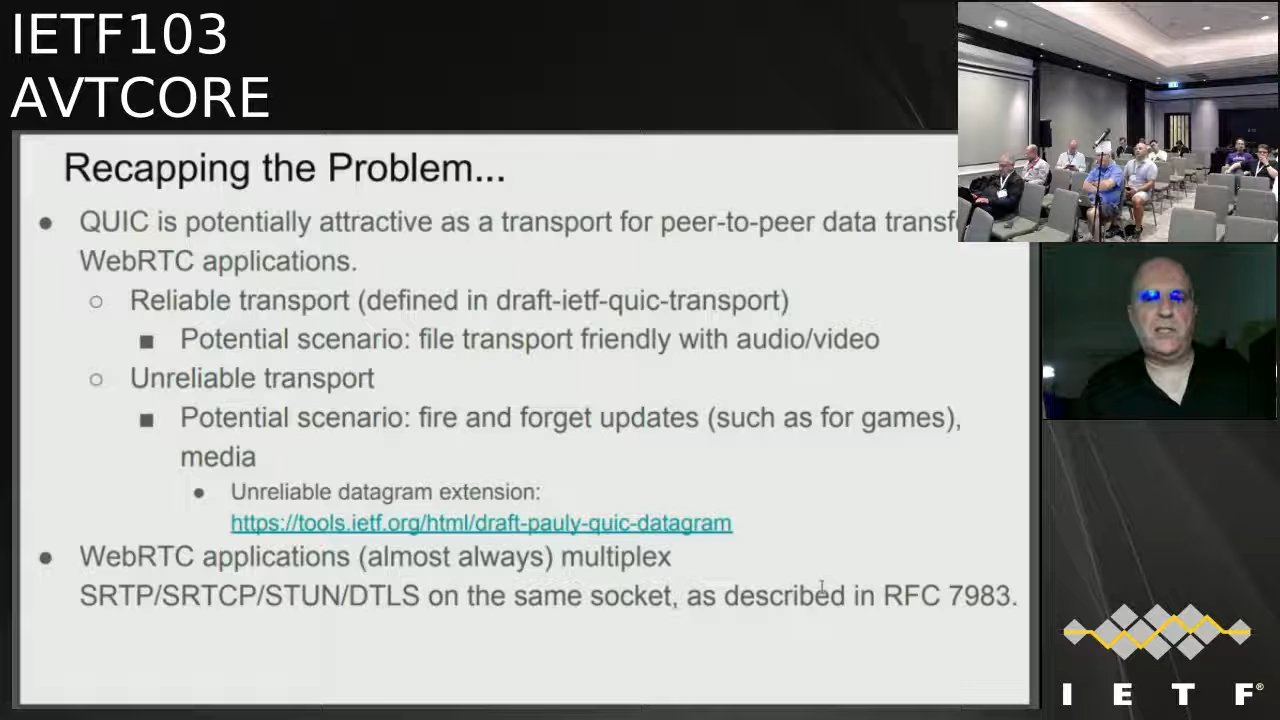 IETF103
AVTCORE
Recapping the Problem...
● QUIC is potentially attractive as a transport for peer-to-peer data
WebRTC applications.
○ Reliable transport (defined in draft-ietf-quic-transport)
■ Potential scenario: file transport friendly with audio/video
○ Unreliable transport
■ Potential scenario: fire and forget updates (such as for games),
media
● Unreliable datagram extension:
https://tools.ietf.org/html/draft-pauly-quic-datagram
● WebRTC applications (almost always) multiplex
SRTP/SRTCP/STUN/DTLS on the same socket, as described in RFC 7983.
I E T F®